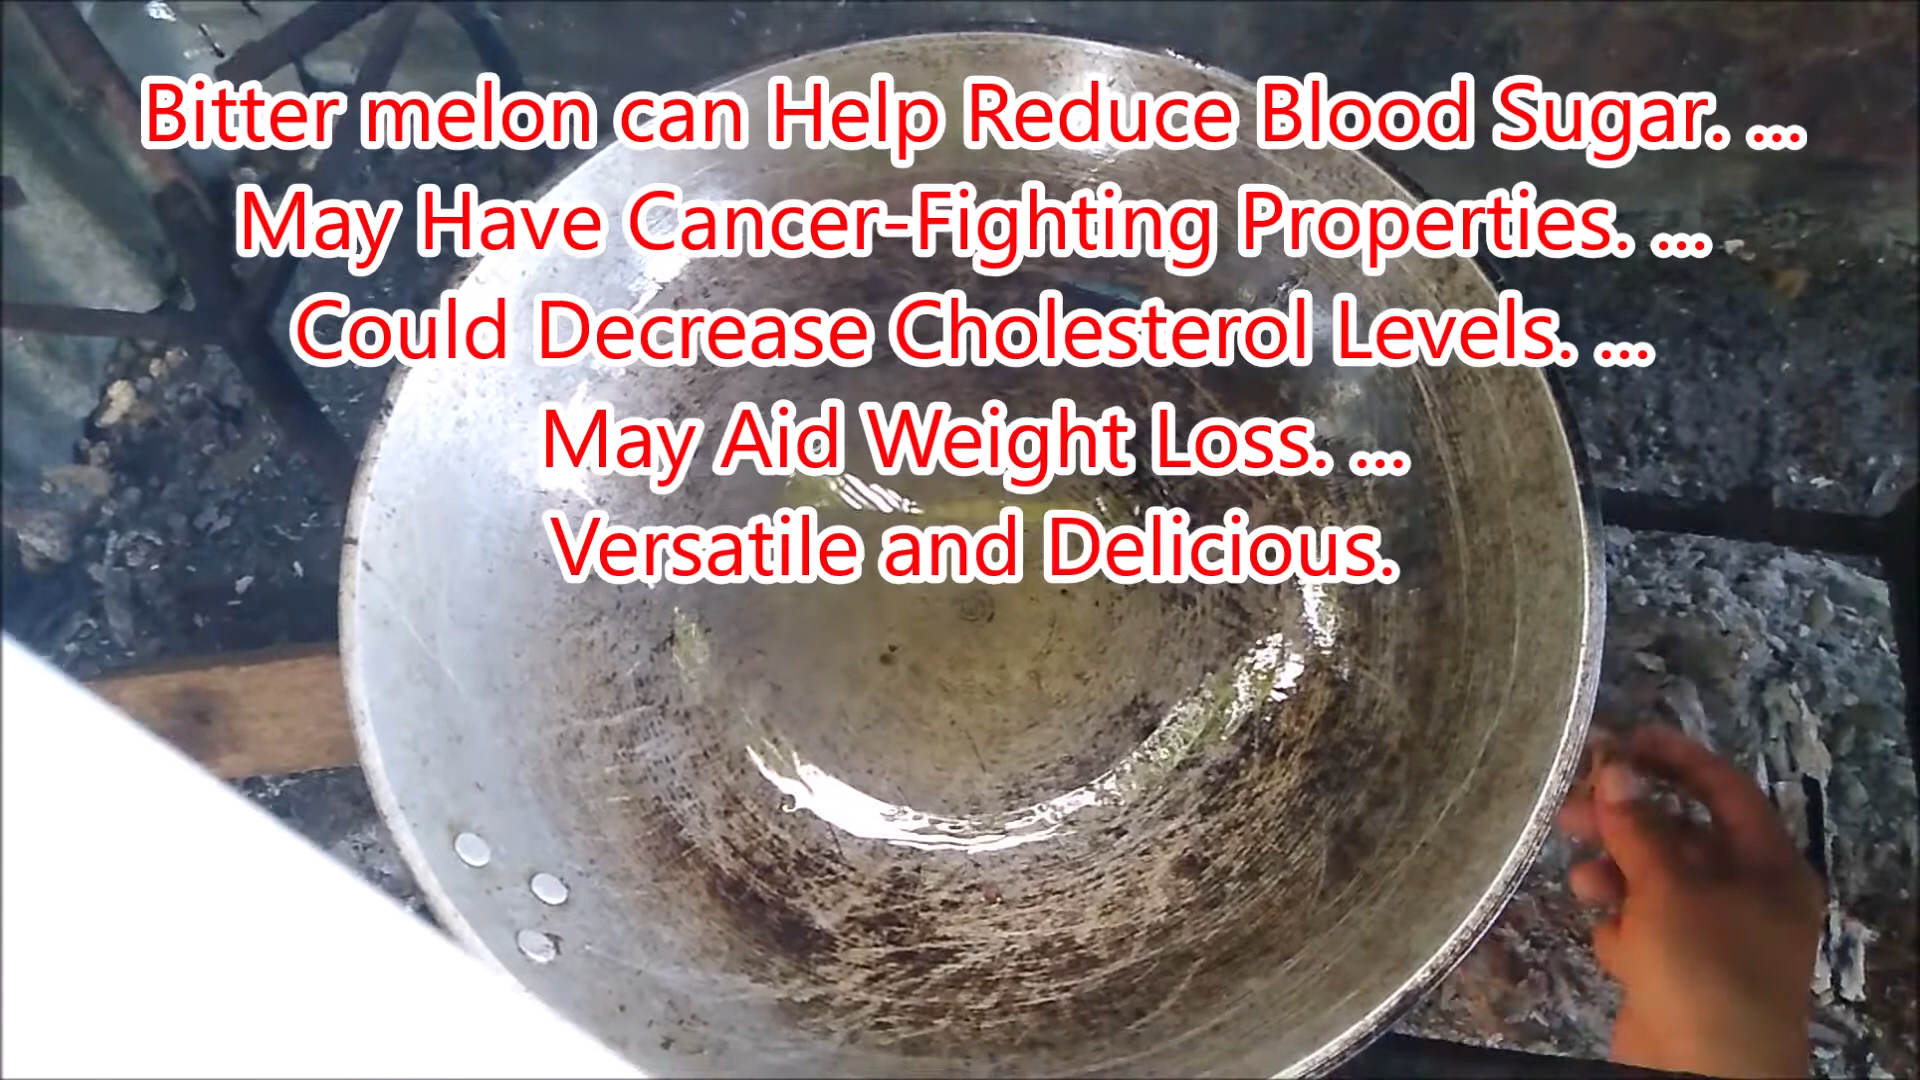 Bitter melon can Help Reduce Blood Sugar. ...
May Have Cancer-Fighting Properties. ...
Could Decrease Cholesterol Levels. ...
May Aid Weight Loss. ...
Versatile and Delicious.